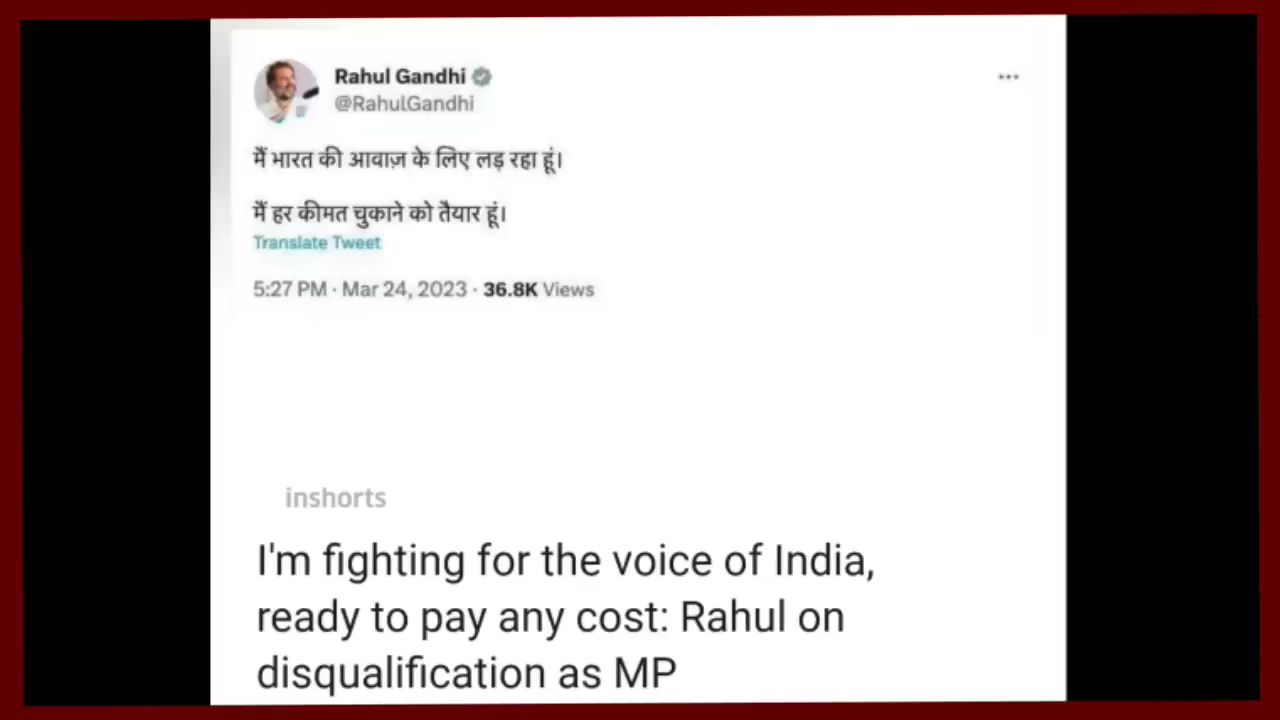 Rahul Gandhi
@RahulGandhi
मैं भारत की आवाज़ के लिए लड़ रहा हूं।
मैं हर कीमत चुकाने को तैयार हूं।
Translate Tweet
5:27 PM · Mar 24, 2023 · 36.8K Views
inshorts
I'm fighting for the voice of India,
ready to pay any cost: Rahul on
disqualification as MP